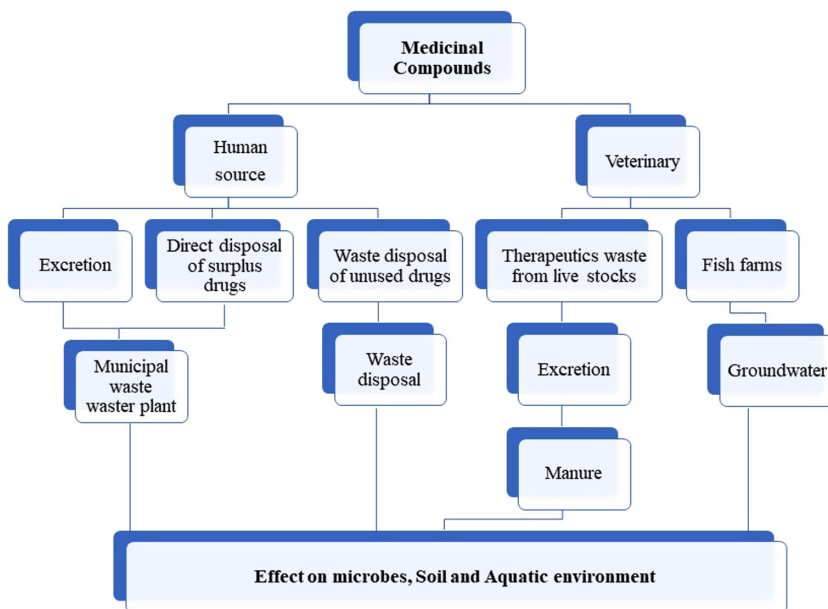 Medicinal
Compounds
Human
source
Veterinary
Excretion
Direct disposal
of surplus
drugs
Waste disposal
of unused drugs
Therapeutics waste
from live stocks
Fish farms
Municipal
waste
waster plant
Waste
disposal
Excretion
Groundwater
Manure
Effect on microbes, Soil and Aquatic environment